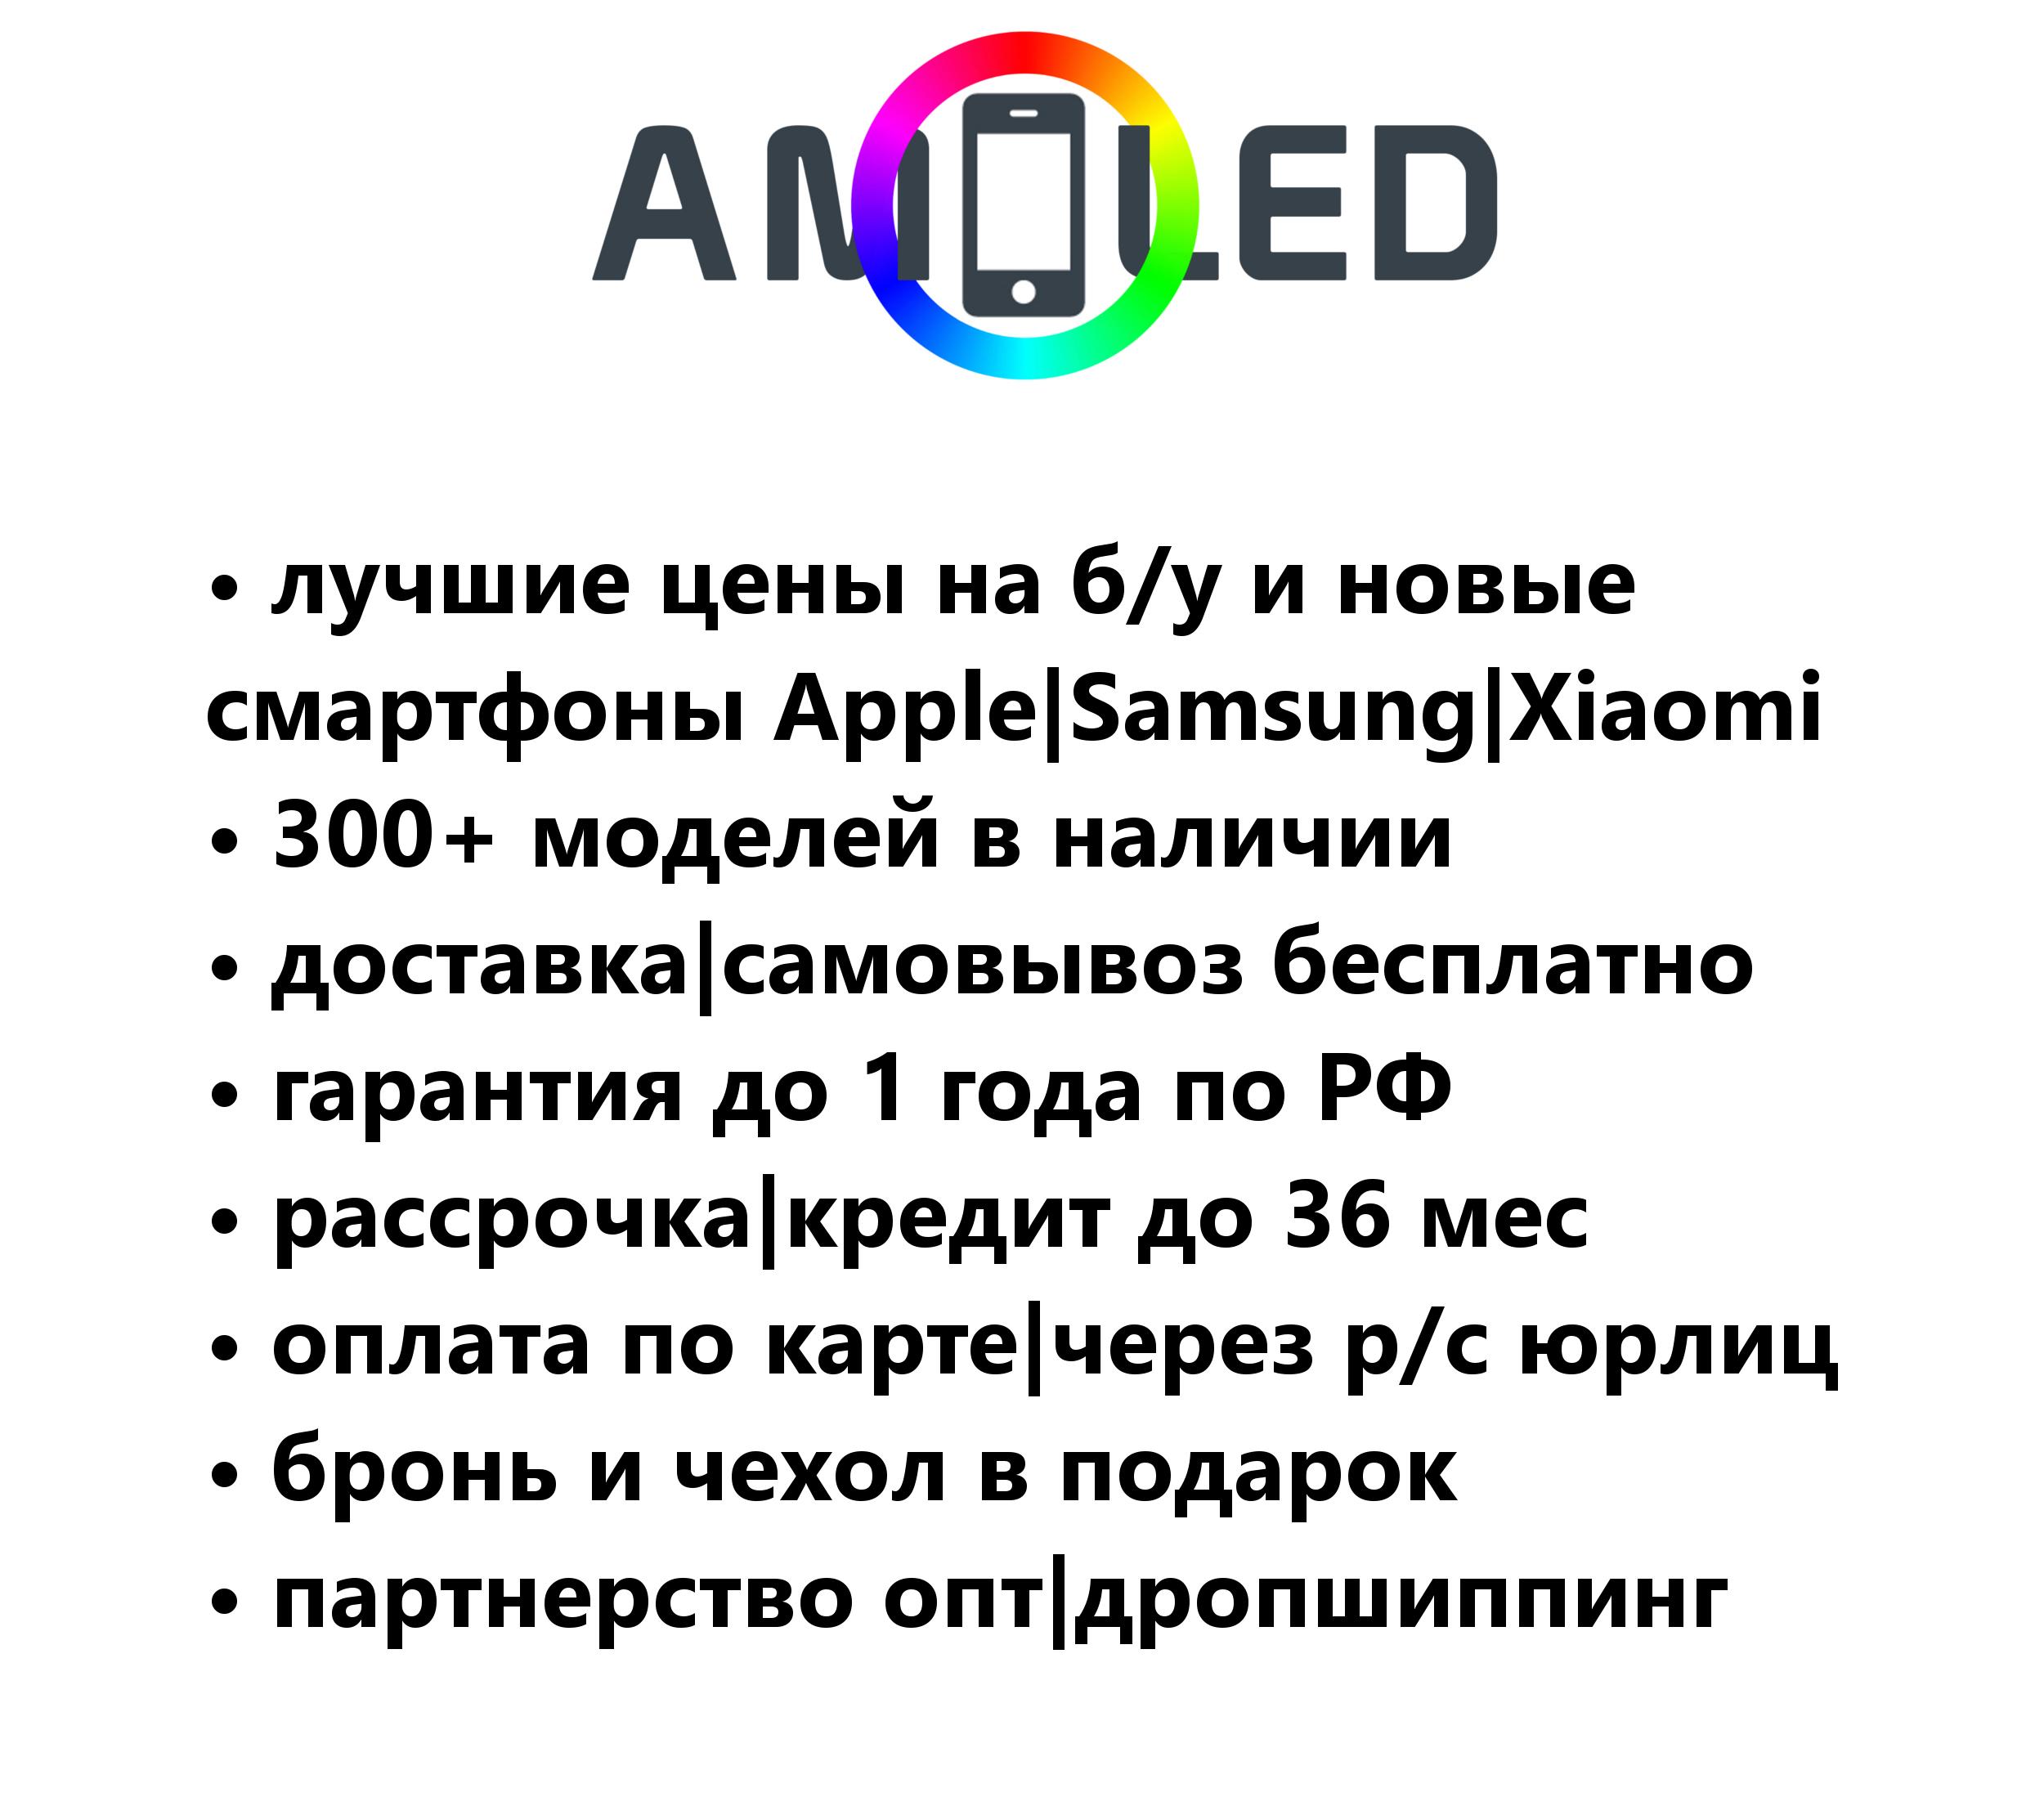 AMOLED
• лучшие цены на б/у и новые
смартфоны Apple|Samsung|Xiaomi
• 300+ моделей в наличии
• доставка|самовывоз бесплатно
• гарантия до 1 года по РФ
• рассрочка|кредит до 36 мес
• оплата по карте|через р/с юрлиц
• бронь и чехол в подарок
• партнерство опт|дропшиппинг